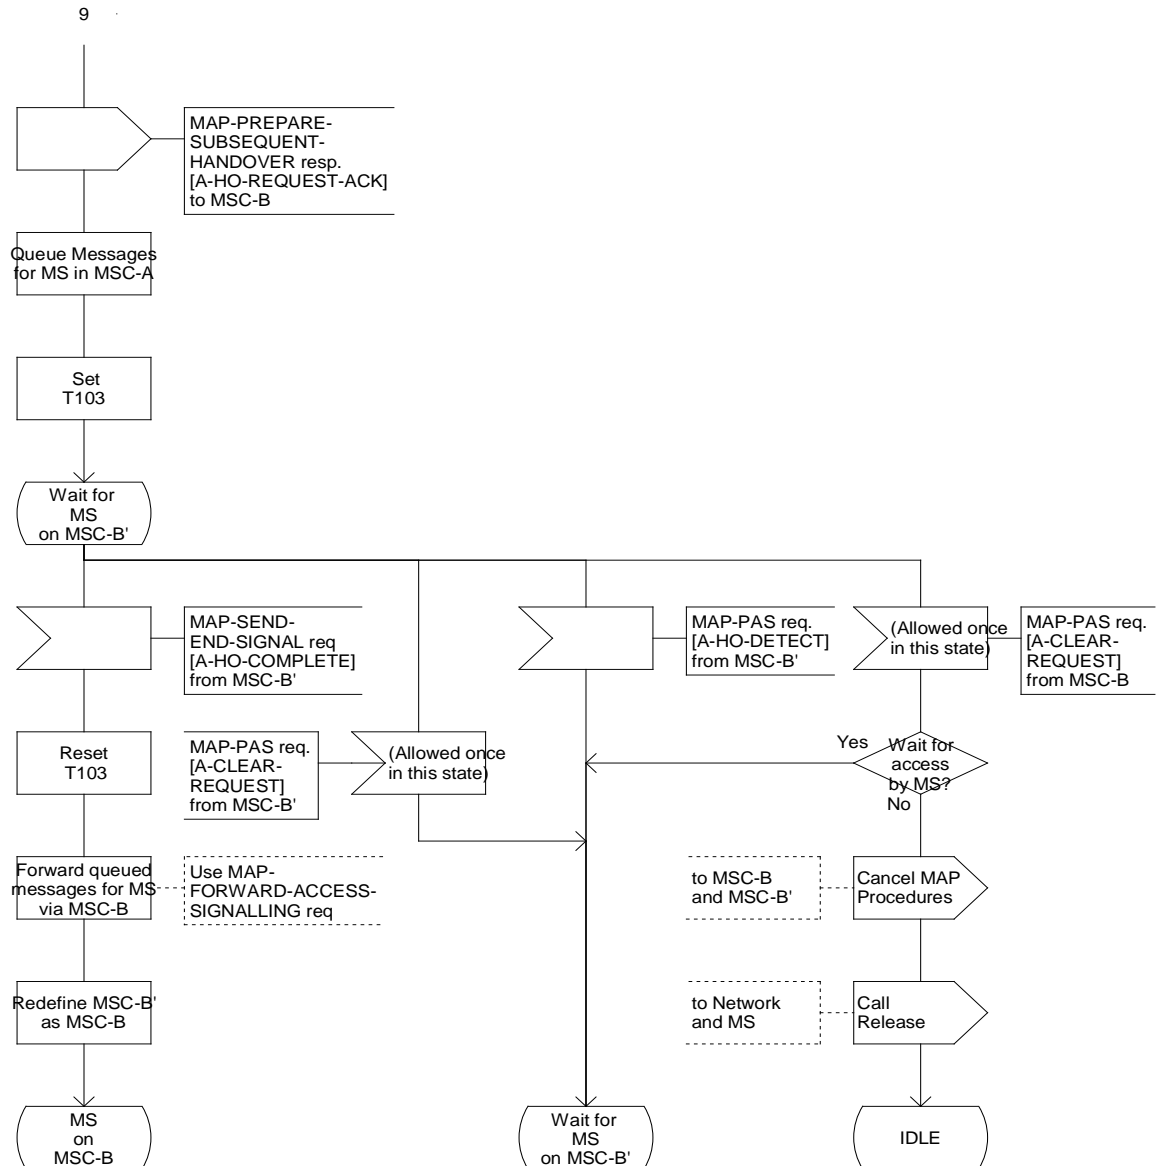 9
MAP-PREPARE-
SUBSEQUENT-
HANDOVER resp.
[A-HO-REQUEST-ACK]
to MSC-B
Queue Messages
for MS in MSC-A
Set
T103
Wait for
MS
on MSC-B'
MAP-SEND-
END-SIGNAL req
[A-HO-COMPLETE]
from MSC-B'
MAP-PAS req.
[A-HO-DETECT]
from MSC-B'
(Allowed once
in this state)
MAP-PAS req.
[A-CLEAR-
REQUEST]
from MSC-B
Reset
T103
MAP-PAS req.
[A-CLEAR-
REQUEST]
from MSC-B'
(Allowed once
in this state)
Yes
Wait for
access
by MS?
No
Forward queued
messages for MS
via MSC-B
Use MAP-
FORWARD-ACCESS-
SIGNALLING req
to MSC-B
and MSC-B'
Cancel MAP
Procedures
Redefine MSC-B'
as MSC-B
to Network
and MS
Call
Release
MS
on
MSC-B
Wait for
MS
on MSC-B'
IDLE